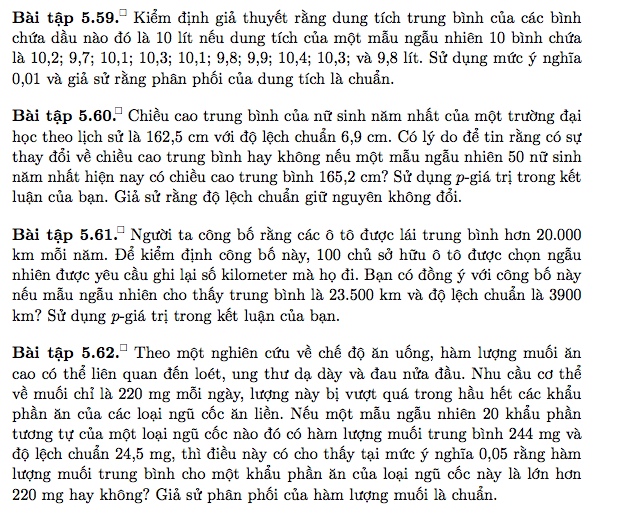 Bài tập 5.59.□ Kiểm định giả thuyết rằng dung tích trung bình của các bình
chứa dầu nào đó là 10 lít nếu dung tích của một mẫu ngẫu nhiên 10 bình chứa
là 10,2; 9,7; 10,1; 10,3; 10,1; 9,8; 9,9; 10,4; 10,3; và 9,8 lít. Sử dụng mức ý nghĩa
0,01 và giả sử rằng phân phối của dung tích là chuẩn.
Bài tập 5.60.□ Chiều cao trung bình của nữ sinh năm nhất của một trường đại
học theo lịch sử là 162,5 cm với độ lệch chuẩn 6,9 cm. Có lý do để tin rằng có sự
thay đổi về chiều cao trung bình hay không nếu một mẫu ngẫu nhiên 50 nữ sinh
năm nhất hiện nay có chiều cao trung bình 165,2 cm? Sử dụng p-giá trị trong kết
luận của bạn. Giả sử rằng độ lệch chuẩn giữ nguyên không đổi.
Bài tập 5.61.□ Người ta công bố rằng các ô tô được lái trung bình hơn 20.000
km mỗi năm. Để kiểm định công bố này, 100 chủ sở hữu ô tô được chọn ngẫu
nhiên được yêu cầu ghi lại số kilometer mà họ đi. Bạn có đồng ý với công bố này
nếu mẫu ngẫu nhiên cho thấy trung bình là 23.500 km và độ lệch chuẩn là 3900
km? Sử dụng p-giá trị trong kết luận của bạn.
Bài tập 5.62.□ Theo một nghiên cứu về chế độ ăn uống, hàm lượng muối ăn
cao có thể liên quan đến loét, ung thư dạ dày và đau nửa đầu. Nhu cầu cơ thể
về muối chỉ là 220 mg mỗi ngày, lượng này bị vượt quá trong hầu hết các khẩu
phần ăn của các loại ngũ cốc ăn liền. Nếu một mẫu ngẫu nhiên 20 khẩu phần
tương tự của một loại ngũ cốc nào đó có hàm lượng muối trung bình 244 mg và
độ lệch chuẩn 24,5 mg, thì điều này có cho thấy tại mức ý nghĩa 0,05 rằng hàm
lượng muối trung bình cho một khẩu phần ăn của loại ngũ cốc này là lớn hơn
220 mg hay không? Giả sử phân phối của hàm lượng muối là chuẩn.